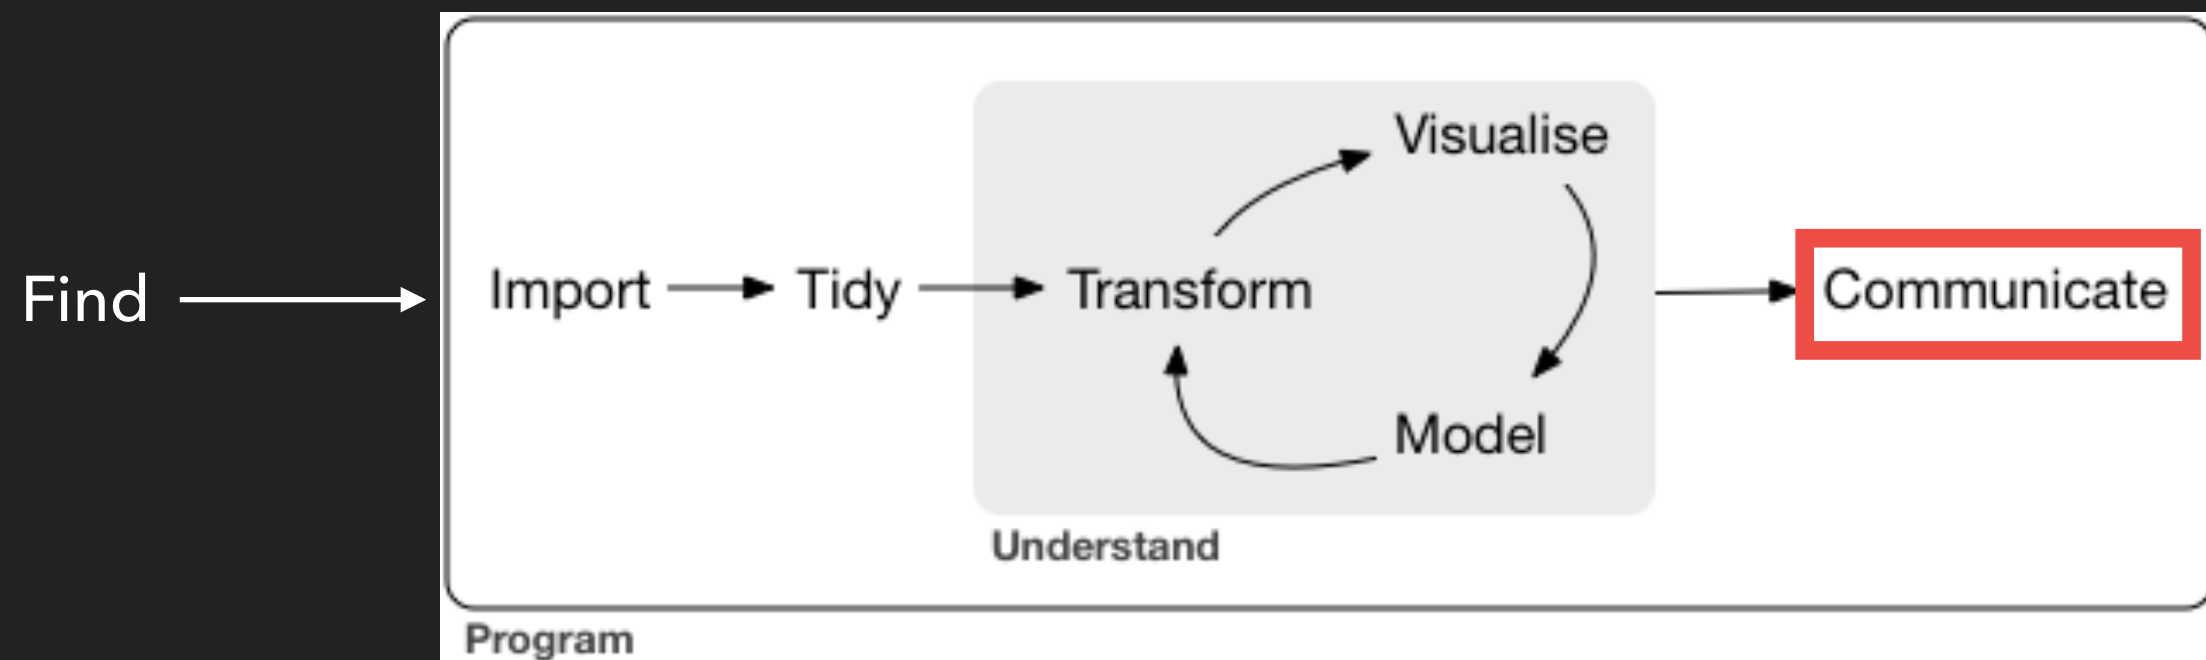 Find
Import
Tidy
Transform
Visualise
Model
Communicate
Understand
Program